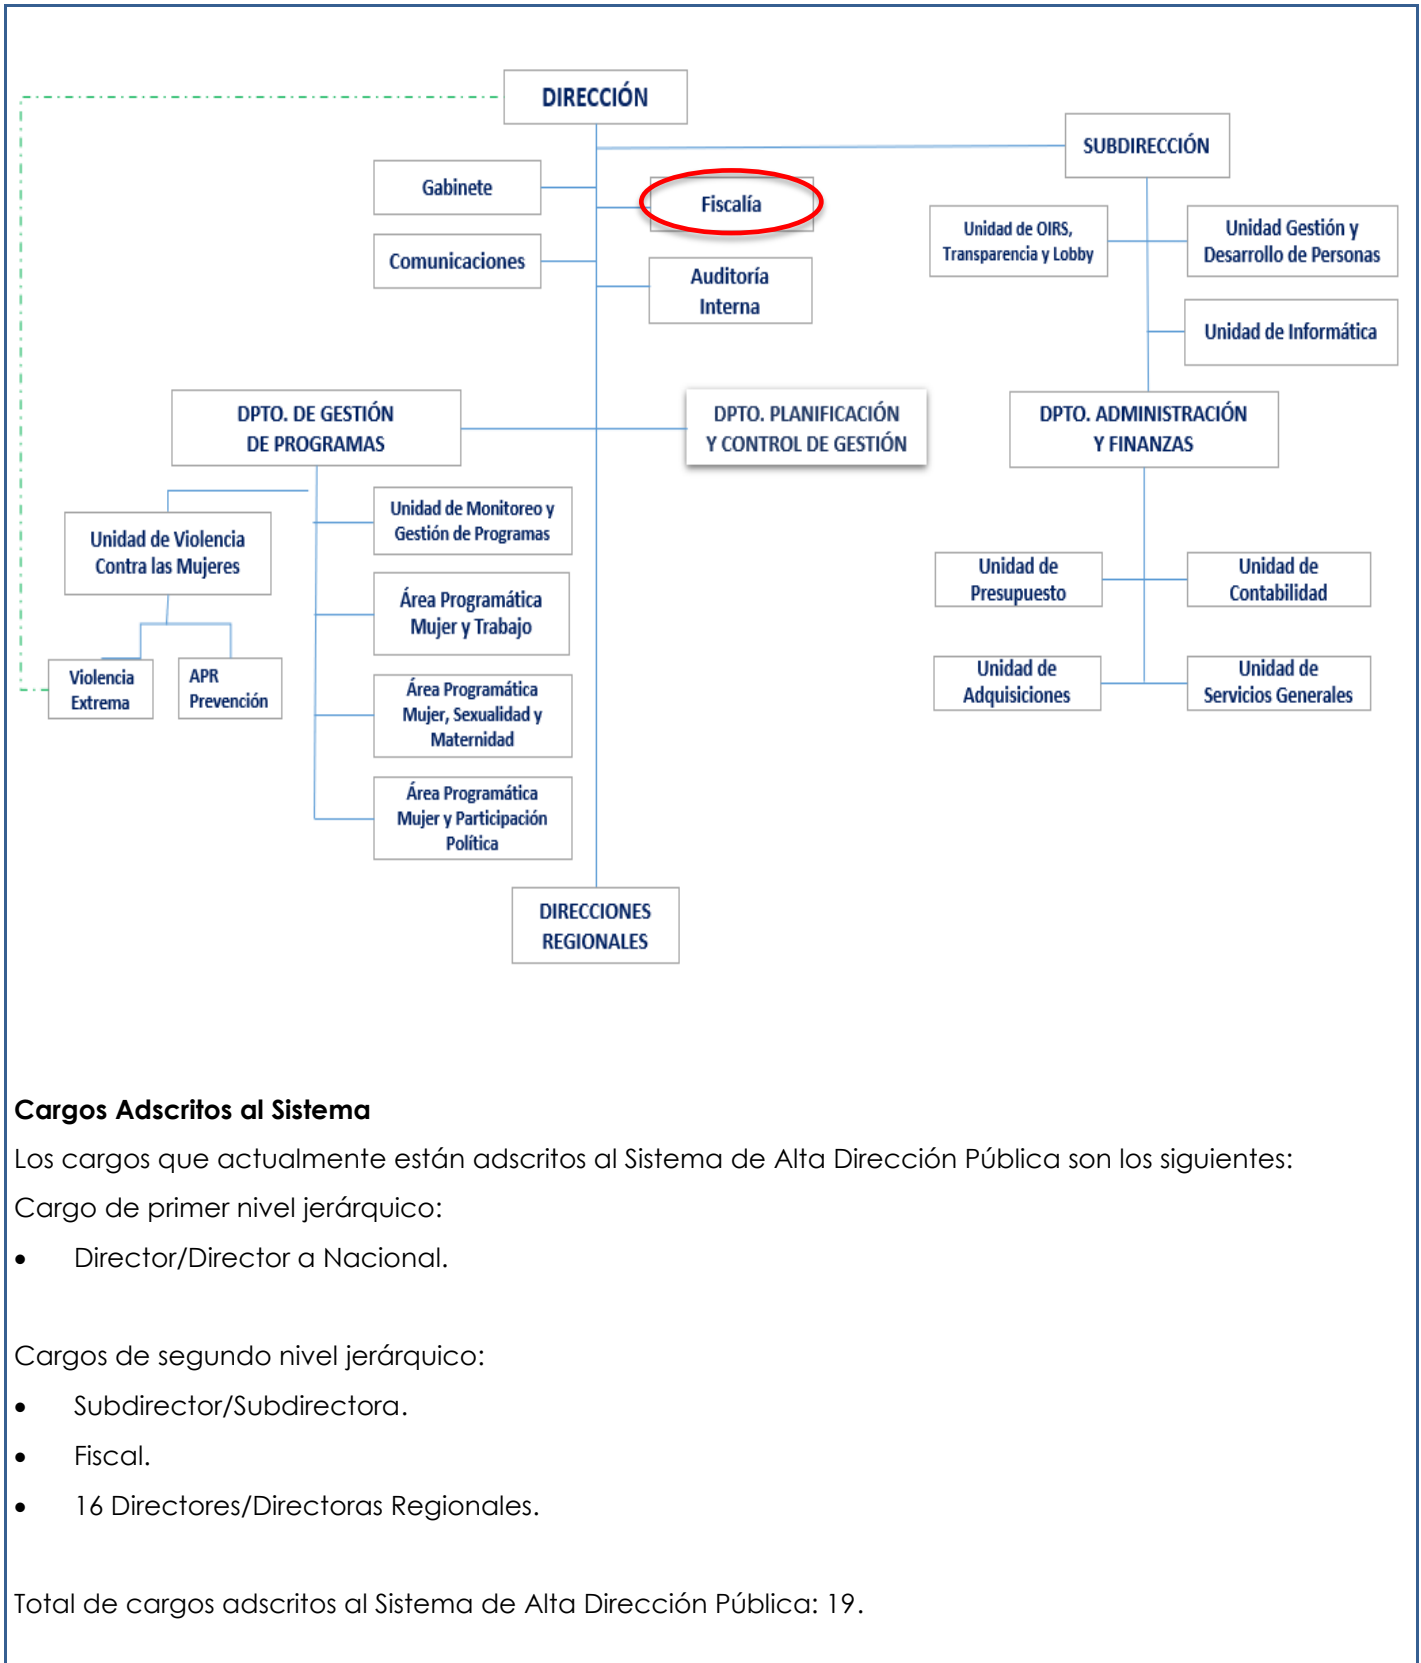 DIRECCIÓN
SUBDIRECCIÓN
Gabinete
Fiscalía
Comunicaciones
Auditoría
Interna
Unidad de OIRS,
Transparencia y Lobby
Unidad Gestión y
Desarrollo de Personas
Unidad de Informática
DPTO. DE GESTIÓN
DE PROGRAMAS
DPTO. PLANIFICACIÓN
Y CONTROL DE GESTIÓN
DPTO. ADMINISTRACIÓN
Y FINANZAS
Unidad de Violencia
Contra las Mujeres
Unidad de Monitoreo y
Gestión de Programas
Área Programática
Mujer y Trabajo
Violencia
Extrema
APR
Prevención
Área Programática
Mujer, Sexualidad y
Maternidad
Área Programática
Mujer y Participación
Política
Unidad de
Presupuesto
Unidad de
Contabilidad
Unidad de
Adquisiciones
Unidad de
Servicios Generales
DIRECCIONES
REGIONALES
Cargos Adscritos al Sistema
Los cargos que actualmente están adscritos al Sistema de Alta Dirección Pública son los siguientes:
Cargo de primer nivel jerárquico:
• Director/Director a Nacional.
Cargos de segundo nivel jerárquico:
• Subdirector/Subdirectora.
• Fiscal.
• 16 Directores/Directoras Regionales.
Total de cargos adscritos al Sistema de Alta Dirección Pública: 19.